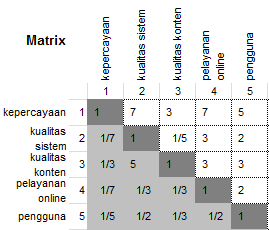 Matrix
kepercayaan
kualitas sistem
kualitas konten
pelayanan
online
pengguna
1 2 3 4 5
kepercayaan 1 1 7 3 7 5
kualitas
sistem 2 1/7 1 1/5 3 2
kualitas
konten 3 1/3 5 1 3 3
pelayanan
online 4 1/7 1/3 1/3 1 2
pengguna 5 1/5 1/2 1/3 1/2 1